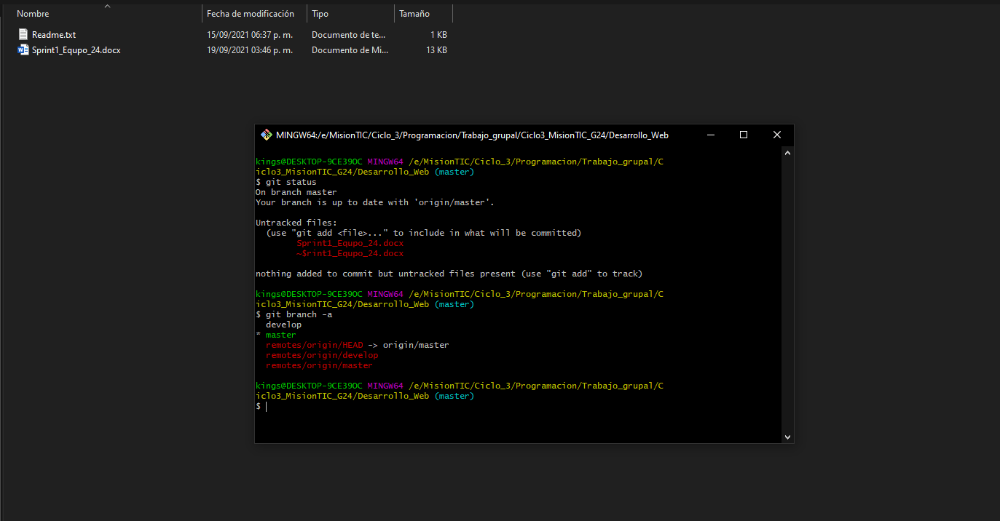 Nombre Fecha de modificación Tipo Tamaño
Readme.txt 15/09/2021 06:37 p. m. Documento de te... 1 KB
Sprint1_Equpo_24.docx 19/09/2021 03:46 p. m. Documento de Mi... 13 KB
MINGW64:/e/MisionTIC/Ciclo_3/Programacion/Trabajo_grupal/Ciclo3_MisionTIC_G24/Desarrollo_Web
kings@DESKTOP-9CE39OC MINGW64 /e/MisionTIC/Ciclo_3/Programacion/Trabajo_grupal/C
iclo3_MisionTIC_G24/Desarrollo_Web (master)
$ git status
On branch master
Your branch is up to date with 'origin/master'.
Untracked files:
(use "git add <file>..." to include in what will be committed)
Sprint1_Equpo_24.docx
~$rint1_Equpo_24.docx
nothing added to commit but untracked files present (use "git add" to track)
kings@DESKTOP-9CE39OC MINGW64 /e/MisionTIC/Ciclo_3/Programacion/Trabajo_grupal/C
iclo3_MisionTIC_G24/Desarrollo_Web (master)
$ git branch -a
develop
* master
remotes/origin/HEAD -> origin/master
remotes/origin/develop
remotes/origin/master
kings@DESKTOP-9CE39OC MINGW64 /e/MisionTIC/Ciclo_3/Programacion/Trabajo_grupal/C
iclo3_MisionTIC_G24/Desarrollo_Web (master)
$